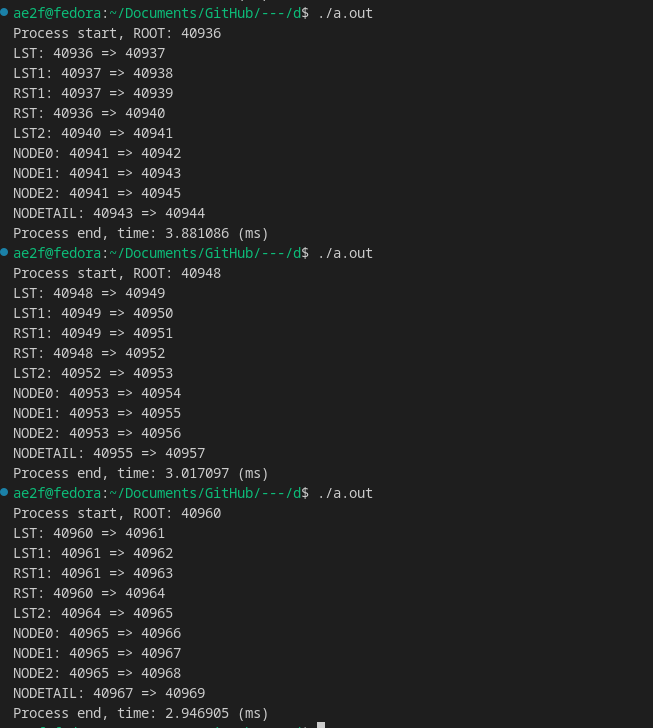 ae2f@fedora:~/Documents/GitHub/---/d$ ./a.out
Process start, ROOT: 40936
LST: 40936 => 40937
LST1: 40937 => 40938
RST1: 40937 => 40939
RST: 40936 => 40940
LST2: 40940 => 40941
NODE0: 40941 => 40942
NODE1: 40941 => 40943
NODE2: 40941 => 40945
NODETAIL: 40943 => 40944
Process end, time: 3.881086 (ms)
ae2f@fedora:~/Documents/GitHub/---/d$ ./a.out
Process start, ROOT: 40948
LST: 40948 => 40949
LST1: 40949 => 40950
RST1: 40949 => 40951
RST: 40948 => 40952
LST2: 40952 => 40953
NODE0: 40953 => 40954
NODE1: 40953 => 40955
NODE2: 40953 => 40956
NODETAIL: 40955 => 40957
Process end, time: 3.017097 (ms)
ae2f@fedora:~/Documents/GitHub/---/d$ ./a.out
Process start, ROOT: 40960
LST: 40960 => 40961
LST1: 40961 => 40962
RST1: 40961 => 40963
RST: 40960 => 40964
LST2: 40964 => 40965
NODE0: 40965 => 40966
NODE1: 40965 => 40967
NODE2: 40965 => 40968
NODETAIL: 40967 => 40969
Process end, time: 2.946905 (ms)